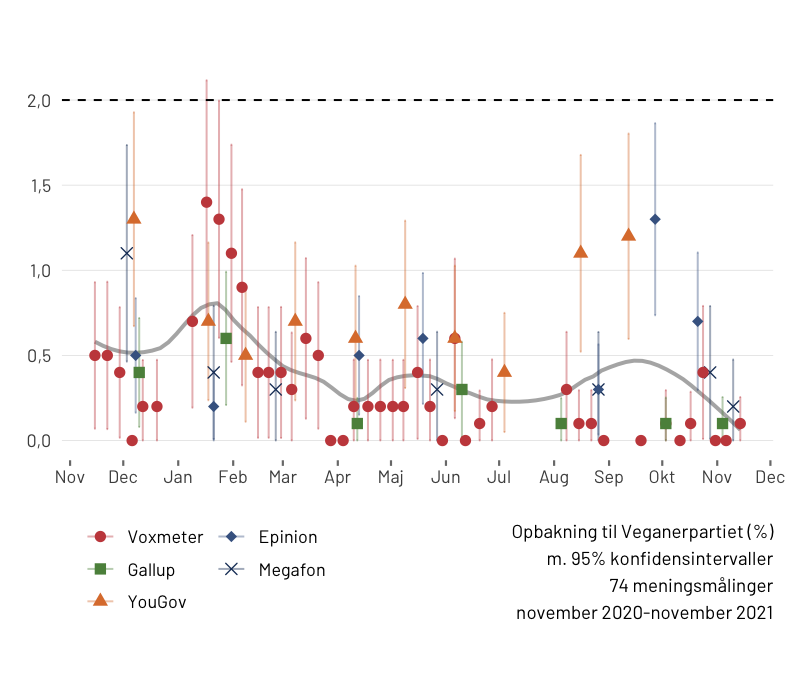 2,0
1,5
1,0
0,5
0,0
Nov Dec Jan Feb Mar Apr Maj Jun Jul Aug Sep Okt Nov Dec
Voxmeter Epinion
Gallup Megafon
YouGov
Opbakning til Veganerpartiet (%)
m. 95% konfidensintervaller
74 meningsmålinger
november 2020-november 2021